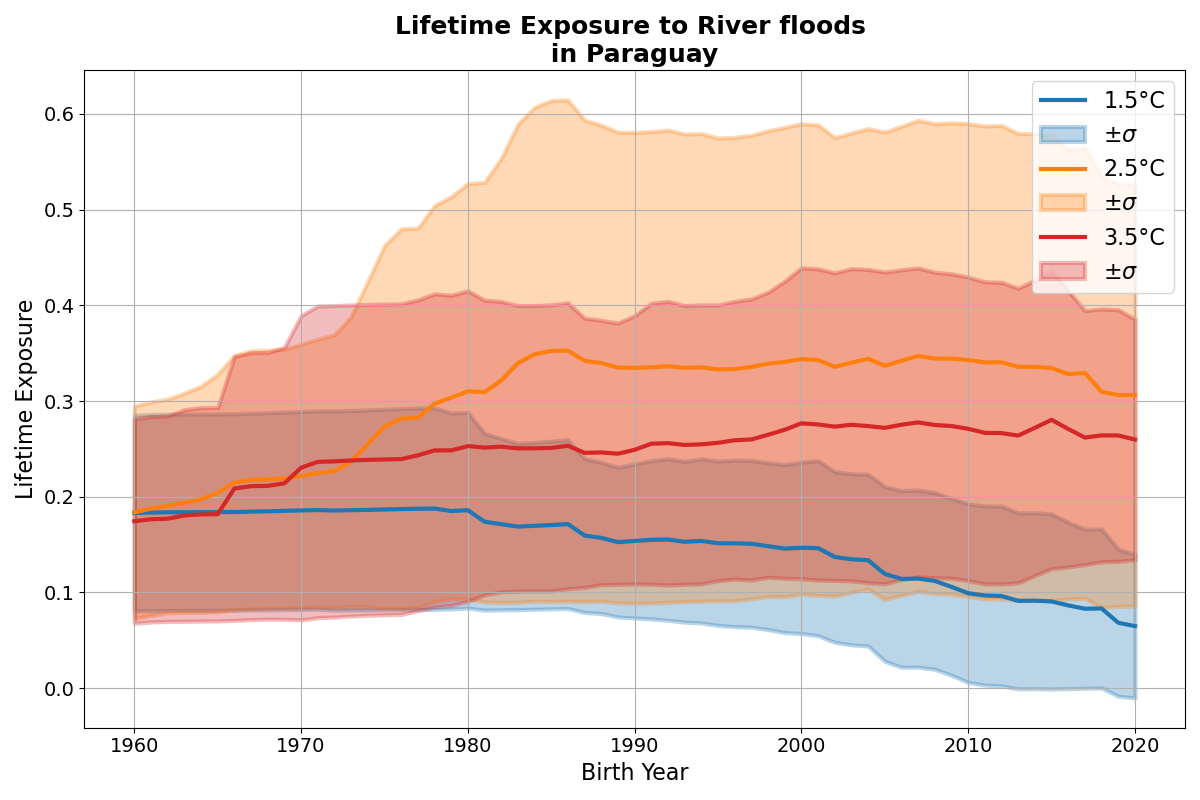 Lifetime Exposure to River floods
in Paraguay
1.5°C
±σ
2.5°C
±σ
3.5°C
±σ
Lifetime Exposure
0.6
0.5
0.4
0.3
0.2
0.1
0.0
1960 1970 1980 1990 2000 2010 2020
Birth Year